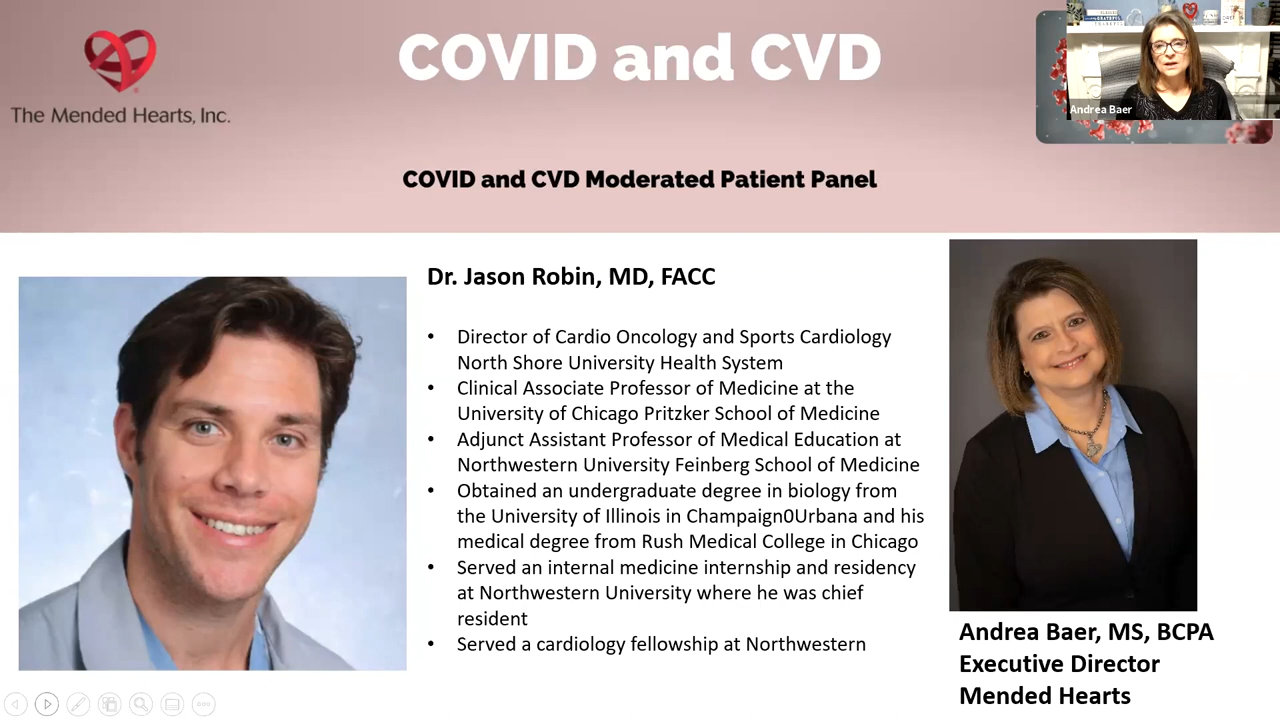 COVID and CVD
The Mended Hearts, Inc.
Andrea Baer
COVID and CVD Moderated Patient Panel
Dr. Jason Robin, MD, FACC
• Director of Cardio Oncology and Sports Cardiology
North Shore University Health System
• Clinical Associate Professor of Medicine at the
University of Chicago Pritzker School of Medicine
• Adjunct Assistant Professor of Medical Education at
Northwestern University Feinberg School of Medicine
• Obtained an undergraduate degree in biology from
the University of Illinois in Champaign0Urbana and his
medical degree from Rush Medical College in Chicago
• Served an internal medicine internship and residency
at Northwestern University where he was chief
resident
• Served a cardiology fellowship at Northwestern
Andrea Baer, MS, BCPA
Executive Director
Mended Hearts